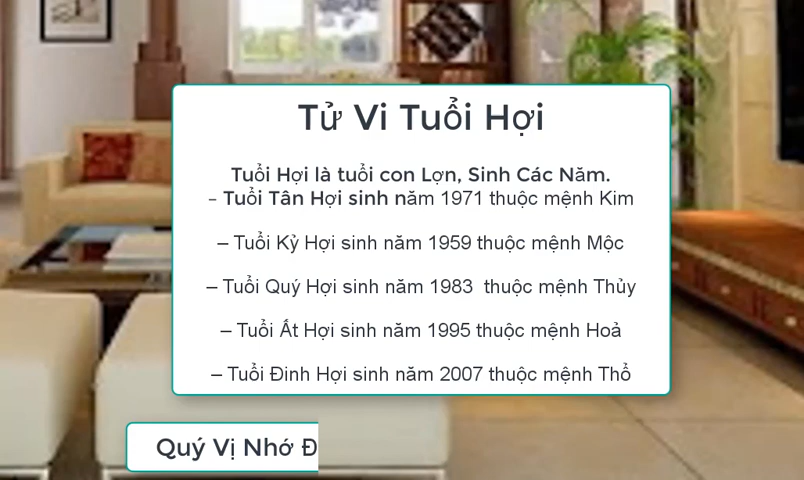 Tử Vi Tuổi Hợi
Tuổi Hợi là tuổi con Lợn, Sinh Các Năm.
– Tuổi Tân Hợi sinh năm 1971 thuộc mệnh Kim
– Tuổi Kỷ Hợi sinh năm 1959 thuộc mệnh Mộc
– Tuổi Quý Hợi sinh năm 1983 thuộc mệnh Thủy
– Tuổi Ất Hợi sinh năm 1995 thuộc mệnh Hoả
– Tuổi Đinh Hợi sinh năm 2007 thuộc mệnh Thổ
Quý Vị Nhớ Đ